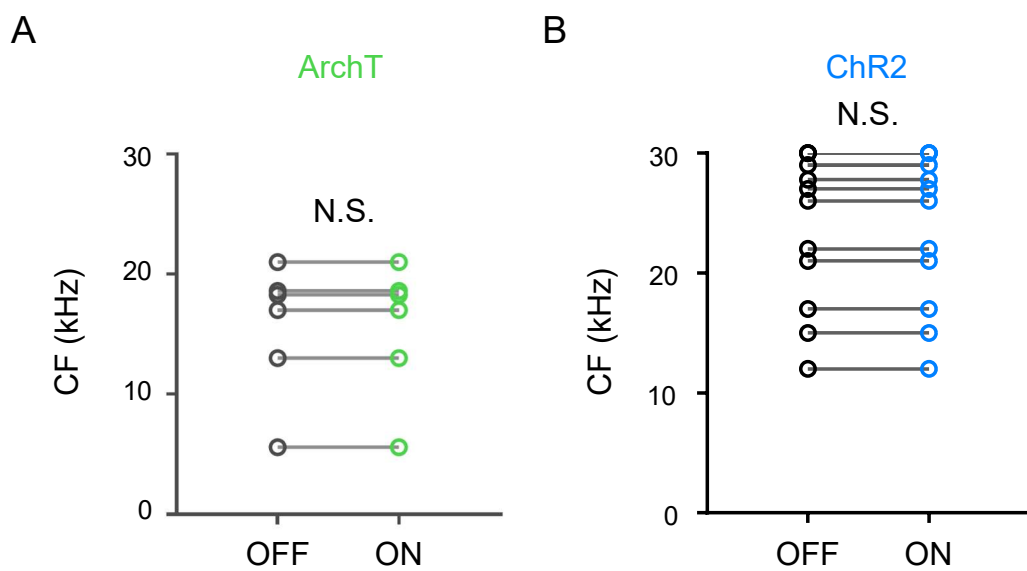 A
ArchT
N.S.
CF (kHz)
30
20
10
0
OFF
ON
B
ChR2
N.S.
CF (kHz)
30
20
10
0
OFF
ON